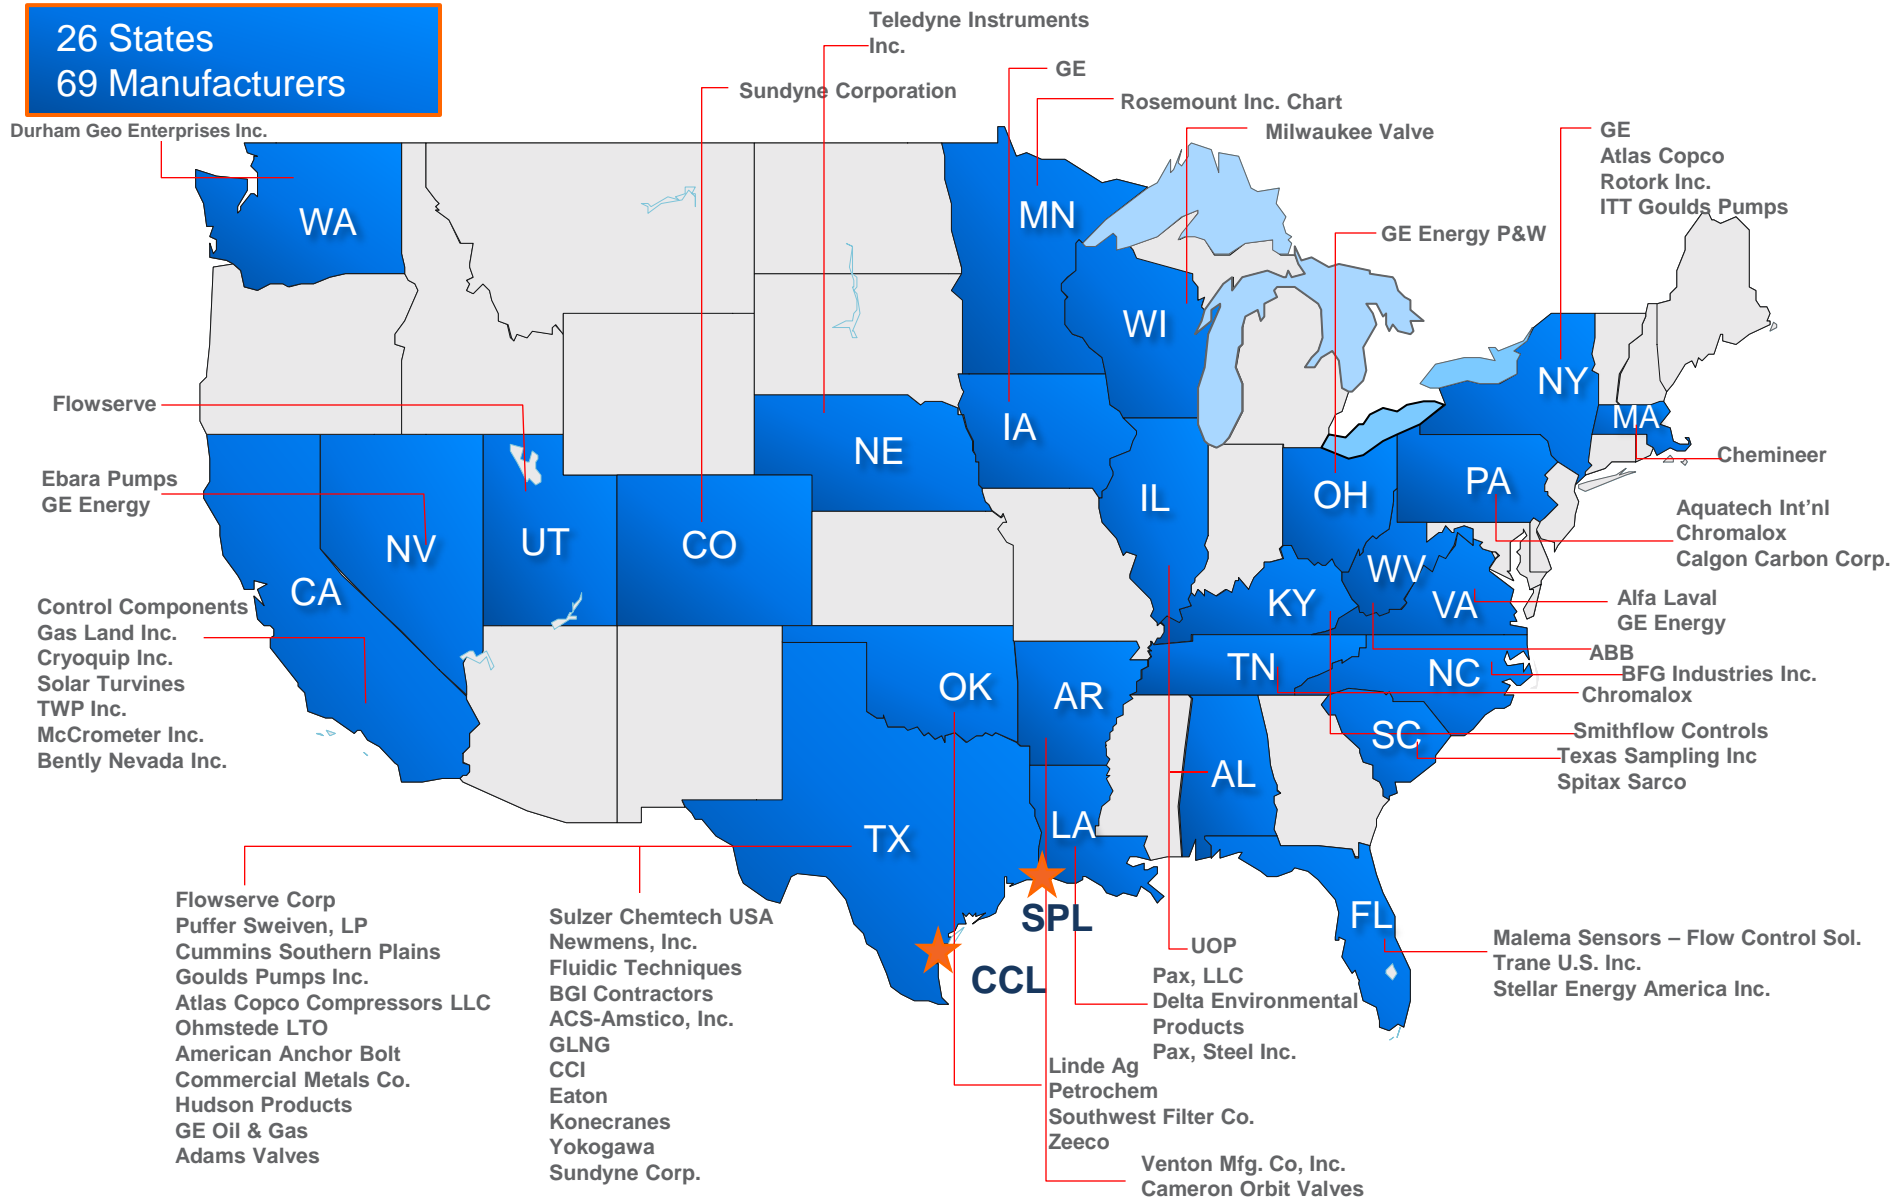 26 States
69 Manufacturers
Teledyne Instruments
Inc.
GE
Sundyne Corporation
Rosemount Inc. Chart
Milwaukee Valve
Durham Geo Enterprises Inc.
GE
Atlas Copco
Rotork Inc.
ITT Goulds Pumps
GE Energy P&W
WA
MN
WI
NY
MA
Flowserve
IA
NE
Chemineer
Ebara Pumps
GE Energy
PA
OH
IL
NV
UT
CO
Aquatech Int’nl
Chromalox
Calgon Carbon Corp.
WV
VA
KY
CA
Alfa Laval
GE Energy
Control Components
Gas Land Inc.
Cryoquip Inc.
Solar Turvines
TWP Inc.
McCrometer Inc.
Bently Nevada Inc.
ABB
BFG Industries Inc.
Chromalox
TN
NC
OK
AR
SC
Smithflow Controls
Texas Sampling Inc
Spitax Sarco
AL
LA
TX
FL
SPL
CCL
Flowserve Corp
Puffer Sweiven, LP
Cummins Southern Plains
Goulds Pumps Inc.
Atlas Copco Compressors LLC
Ohmstede LTO
American Anchor Bolt
Commercial Metals Co.
Hudson Products
GE Oil & Gas
Adams Valves
Sulzer Chemtech USA
Newmens, Inc.
Fluidic Techniques
BGI Contractors
ACS-Amstico, Inc.
GLNG
CCI
Eaton
Konecranes
Yokogawa
Sundyne Corp.
UOP
Pax, LLC
Delta Environmental
Products
Pax, Steel Inc.
Malema Sensors – Flow Control Sol.
Trane U.S. Inc.
Stellar Energy America Inc.
Linde Ag
Petrochem
Southwest Filter Co.
Zeeco
Venton Mfg. Co, Inc.
Cameron Orbit Valves